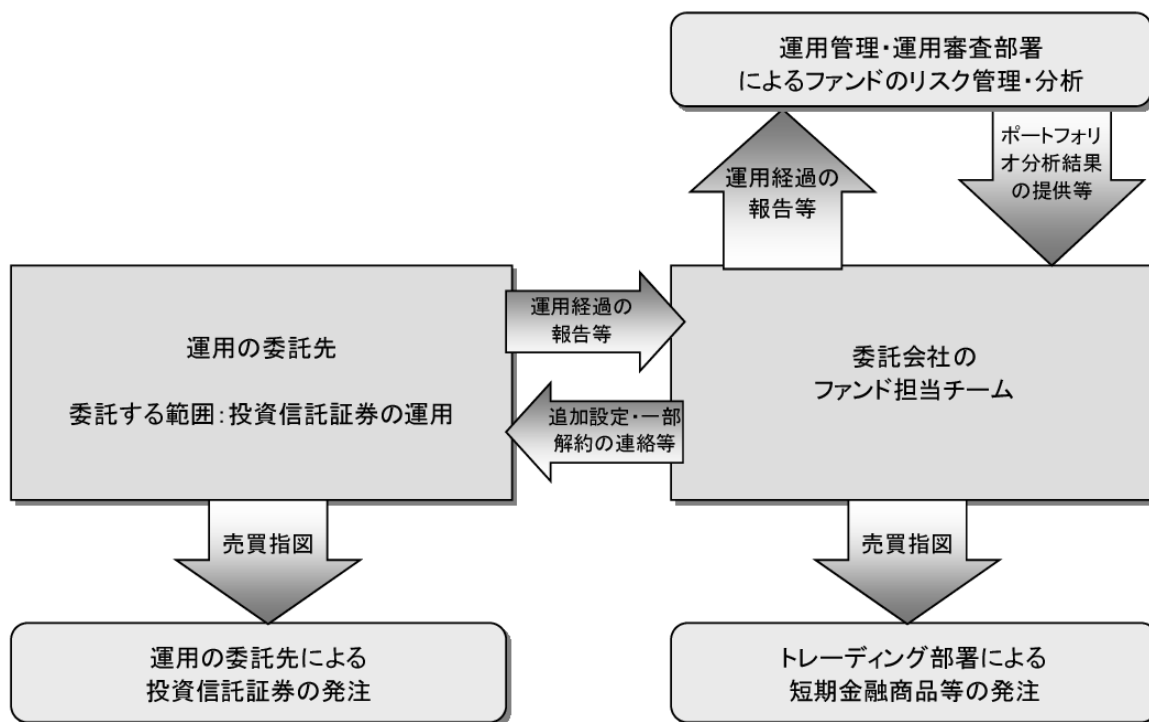 運用管理・運用審査部署
によるファンドのリスク管理・分析
運用経過の
報告等
ポートフォリ
オ分析結果
の提供等
運用の委託先
委託する範囲：投資信託証券の運用
運用経過の
報告等
追加設定・一部
解約の連絡等
委託会社の
ファンド担当チーム
売買指図
売買指図
運用の委託先による
投資信託証券の発注
トレーディング部署による
短期金融商品等の発注